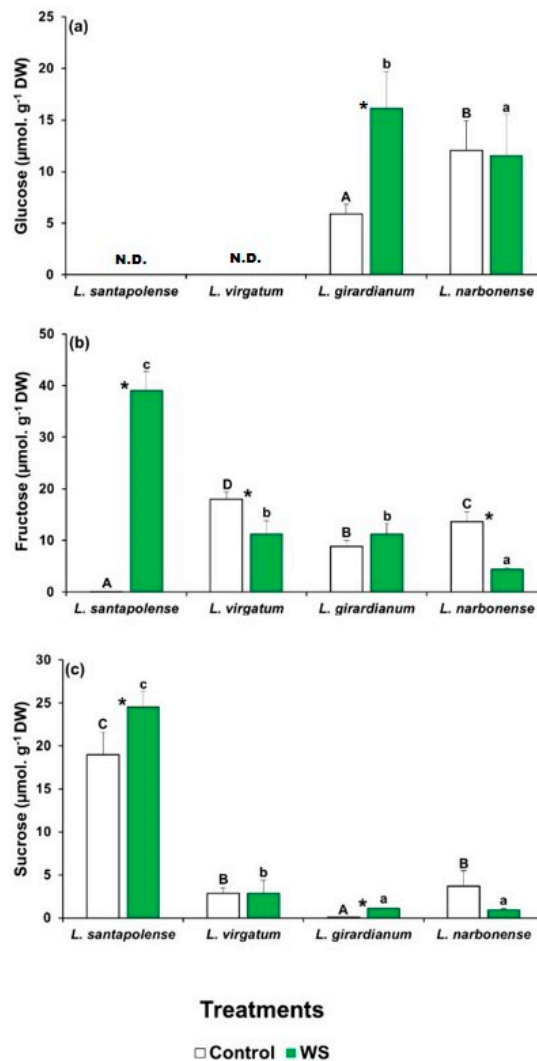 (a)
Glucose (µmol. g⁻¹ DW)
25
20
15
10
5
0
N.D.
N.D.
A
*
b
B
a
L. santapolense
L. virgatum
L. girardianum
L. narbonense
(b)
Fructose (µmol. g⁻¹ DW)
50
40
30
20
10
0
A
*
c
D
*
b
B
b
C
*
a
L. santapolense
L. virgatum
L. girardianum
L. narbonense
(c)
Sucrose (µmol. g⁻¹ DW)
30
25
20
15
10
5
0
C
*
c
B
b
A
*
a
B
a
L. santapolense
L. virgatum
L. girardianum
L. narbonense
Treatments
Control WS